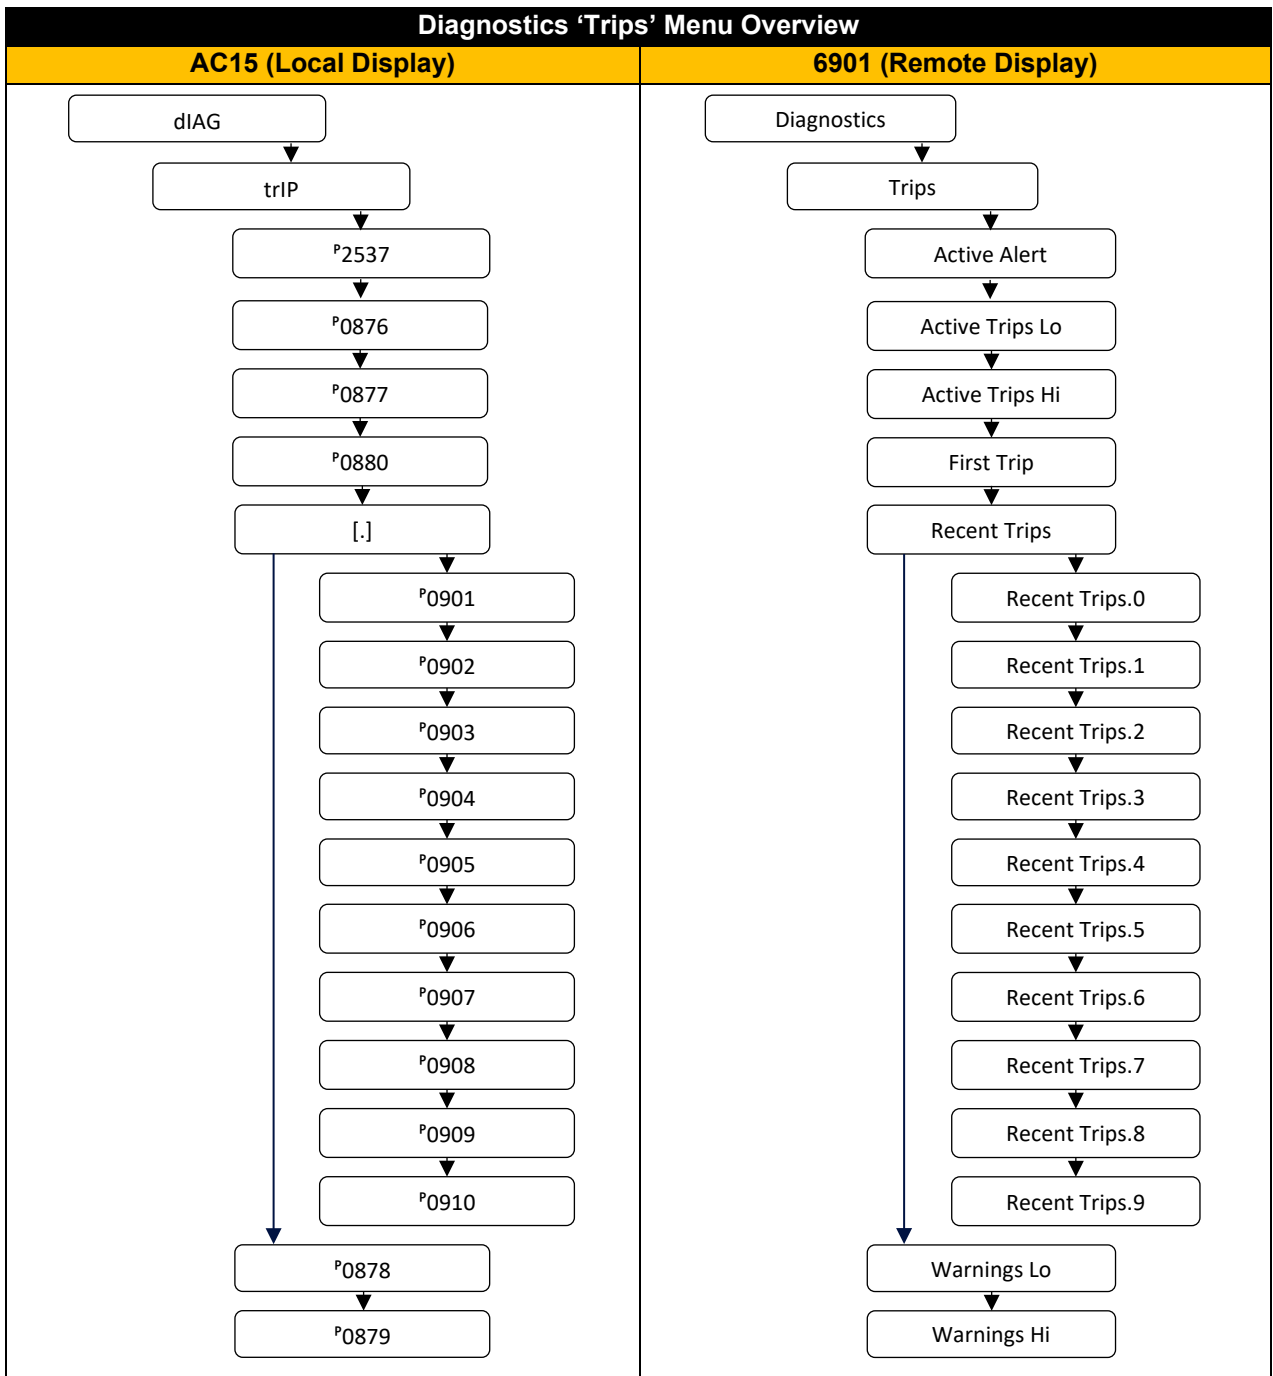 Diagnostics ‘Trips’ Menu Overview
AC15 (Local Display)
6901 (Remote Display)
dIAG
trIP
ᴾ2537
ᴾ0876
ᴾ0877
ᴾ0880
[.]
ᴾ0901
ᴾ0902
ᴾ0903
ᴾ0904
ᴾ0905
ᴾ0906
ᴾ0907
ᴾ0908
ᴾ0909
ᴾ0910
ᴾ0878
ᴾ0879
Diagnostics
Trips
Active Alert
Active Trips Lo
Active Trips Hi
First Trip
Recent Trips
Recent Trips.0
Recent Trips.1
Recent Trips.2
Recent Trips.3
Recent Trips.4
Recent Trips.5
Recent Trips.6
Recent Trips.7
Recent Trips.8
Recent Trips.9
Warnings Lo
Warnings Hi